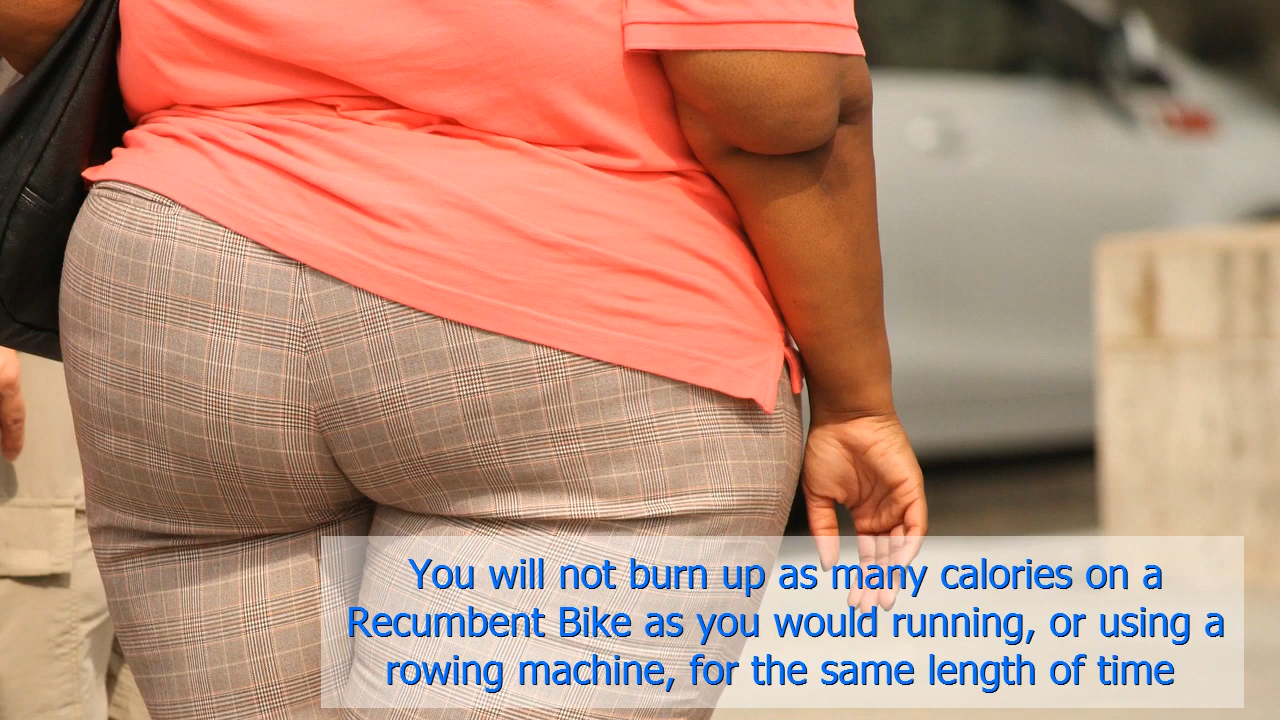 You will not burn up as many calories on a
Recumbent Bike as you would running, or using a
rowing machine, for the same length of time